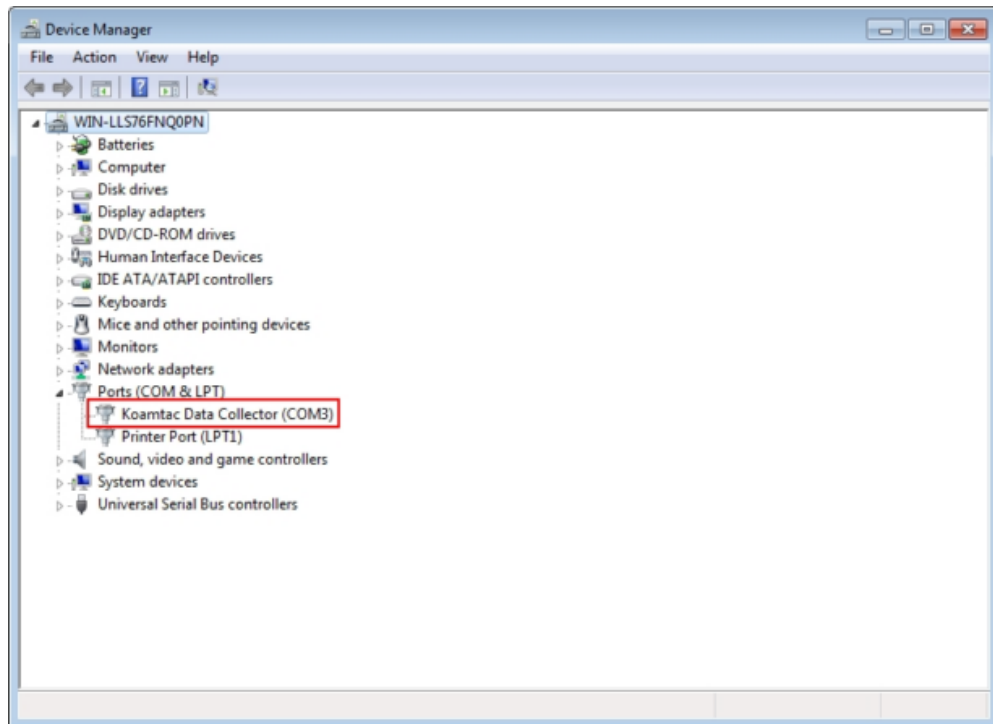 Device Manager
File Action View Help
WIN-LLS76FNQ0PN
Batteries
Computer
Disk drives
Display adapters
DVD/CD-ROM drives
Human Interface Devices
IDE ATA/ATAPI controllers
Keyboards
Mice and other pointing devices
Monitors
Network adapters
Ports (COM & LPT)
Koamtac Data Collector (COM3)
Printer Port (LPT1)
Sound, video and game controllers
System devices
Universal Serial Bus controllers